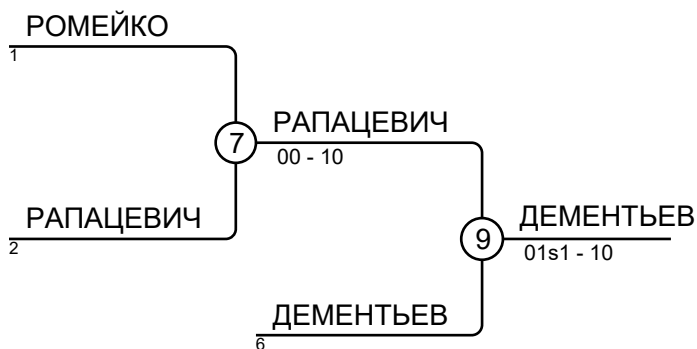 РОМЕЙКО
1
РАПАЦЕВИЧ
7
00 - 10
РАПАЦЕВИЧ
2
ДЕМЕНТЬЕВ
9
01s1 - 10
ДЕМЕНТЬЕВ
6